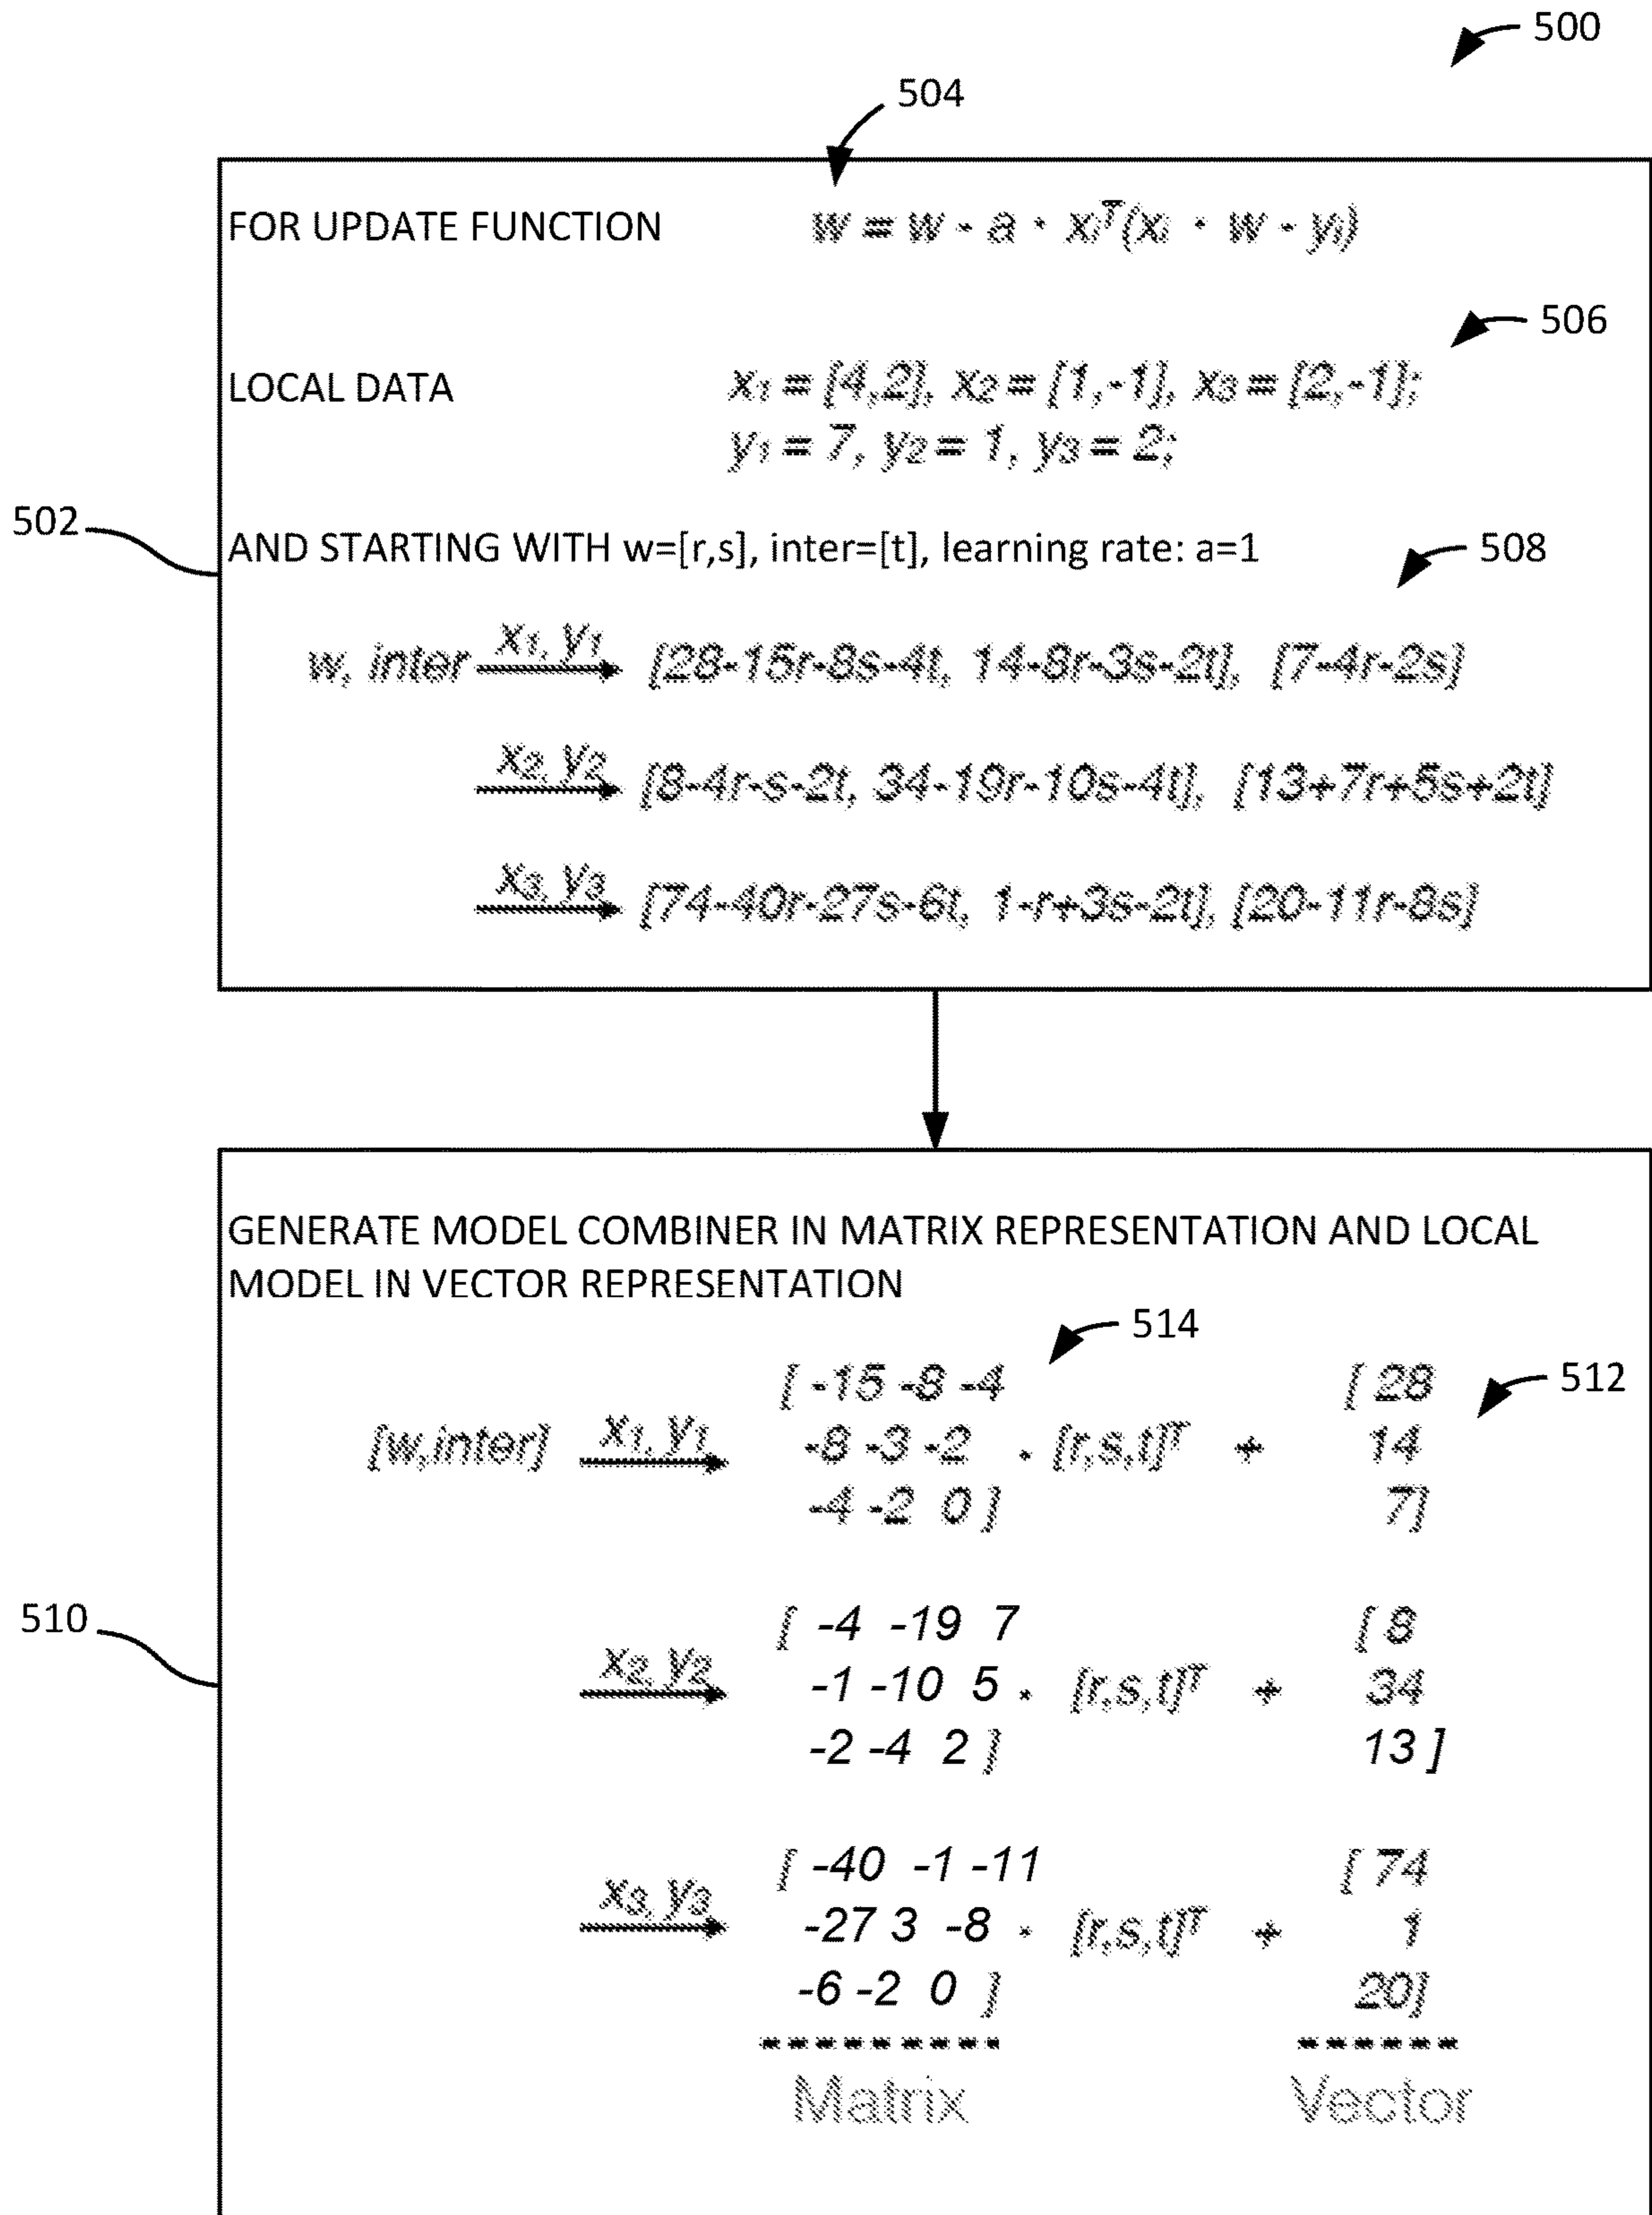 500
504
FOR UPDATE FUNCTION w = w - a · xᵢᵀ(xᵢ · w - yᵢ)
506
LOCAL DATA x₁ = [4,2], x₂ = [1,-1], x₃ = [2,-1];
y₁ = 7, y₂ = 1, y₃ = 2;
502
AND STARTING WITH w=[r,s], inter=[t], learning rate: a=1
508
w, inter x₁, y₁ [28-15r-8s-4t, 14-8r-3s-2t], [7-4r-2s]
x₂, y₂ [8-4r-s-2t, 34-19r-10s-4t], [13+7r+5s+2t]
x₃, y₃ [74-40r-27s-6t, 1-r+3s-2t], [20-11r-8s]
GENERATE MODEL COMBINER IN MATRIX REPRESENTATION AND LOCAL
MODEL IN VECTOR REPRESENTATION
514
512
[ -15 -8 -4 [ 28
[w,inter] x₁, y₁ -8 -3 -2 · [r,s,t]ᵀ + 14
-4 -2 0 ] 7]
510
[ -4 -19 7 [ 8
x₂, y₂ -1 -10 5 · [r,s,t]ᵀ + 34
-2 -4 2 ] 13 ]
[ -40 -1 -11 [ 74
x₃, y₃ -27 3 -8 · [r,s,t]ᵀ + 1
-6 -2 0 ] 20]
Matrix Vector